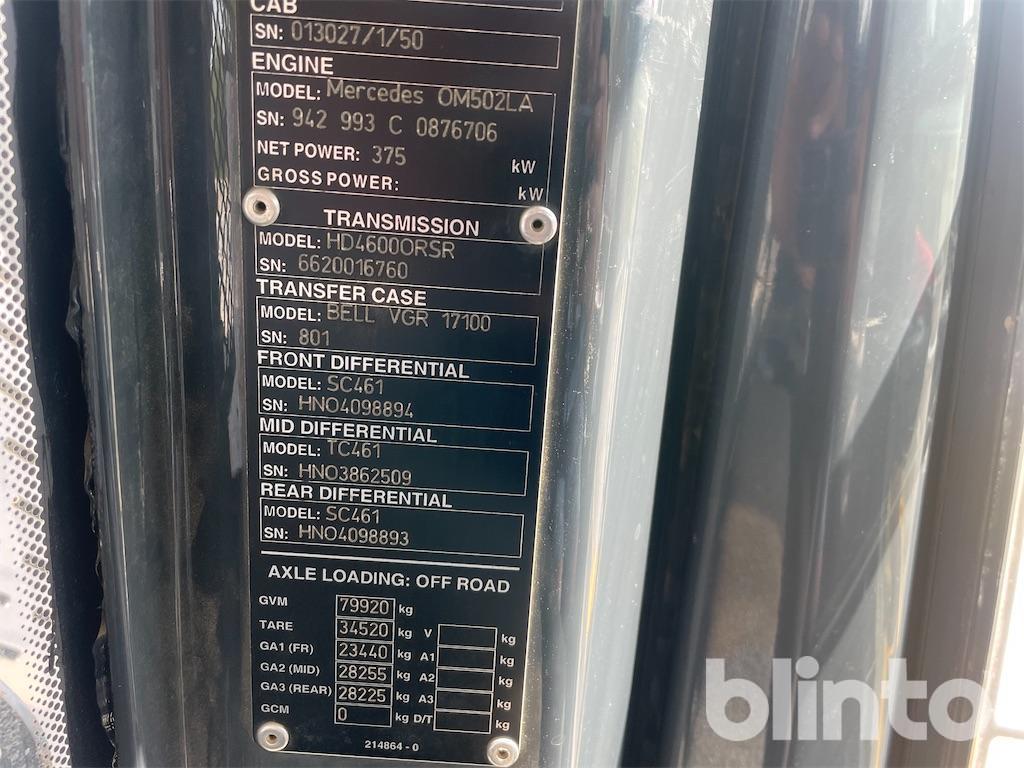 CAB
SN: 013027/1/50
ENGINE
MODEL: Mercedes OM502LA
SN: 942 993 C 0876706
NET POWER: 375 kW
GROSS POWER: kW
TRANSMISSION
MODEL: HD4600ORSR
SN: 6620016760
TRANSFER CASE
MODEL: BELL VGR 17100
SN: 801
FRONT DIFFERENTIAL
MODEL: SC461
SN: HNO4098894
MID DIFFERENTIAL
MODEL: TC461
SN: HNO3862509
REAR DIFFERENTIAL
MODEL: SC461
SN: HNO4098893
AXLE LOADING: OFF ROAD
GVM 79920 kg
TARE 34520 kg V kg
GA1 (FR) 23440 kg A1 kg
GA2 (MID) 28255 kg A2 kg
GA3 (REAR) 28225 kg A3 kg
GCM 0 kg D/T kg
214864 - 0
blinto